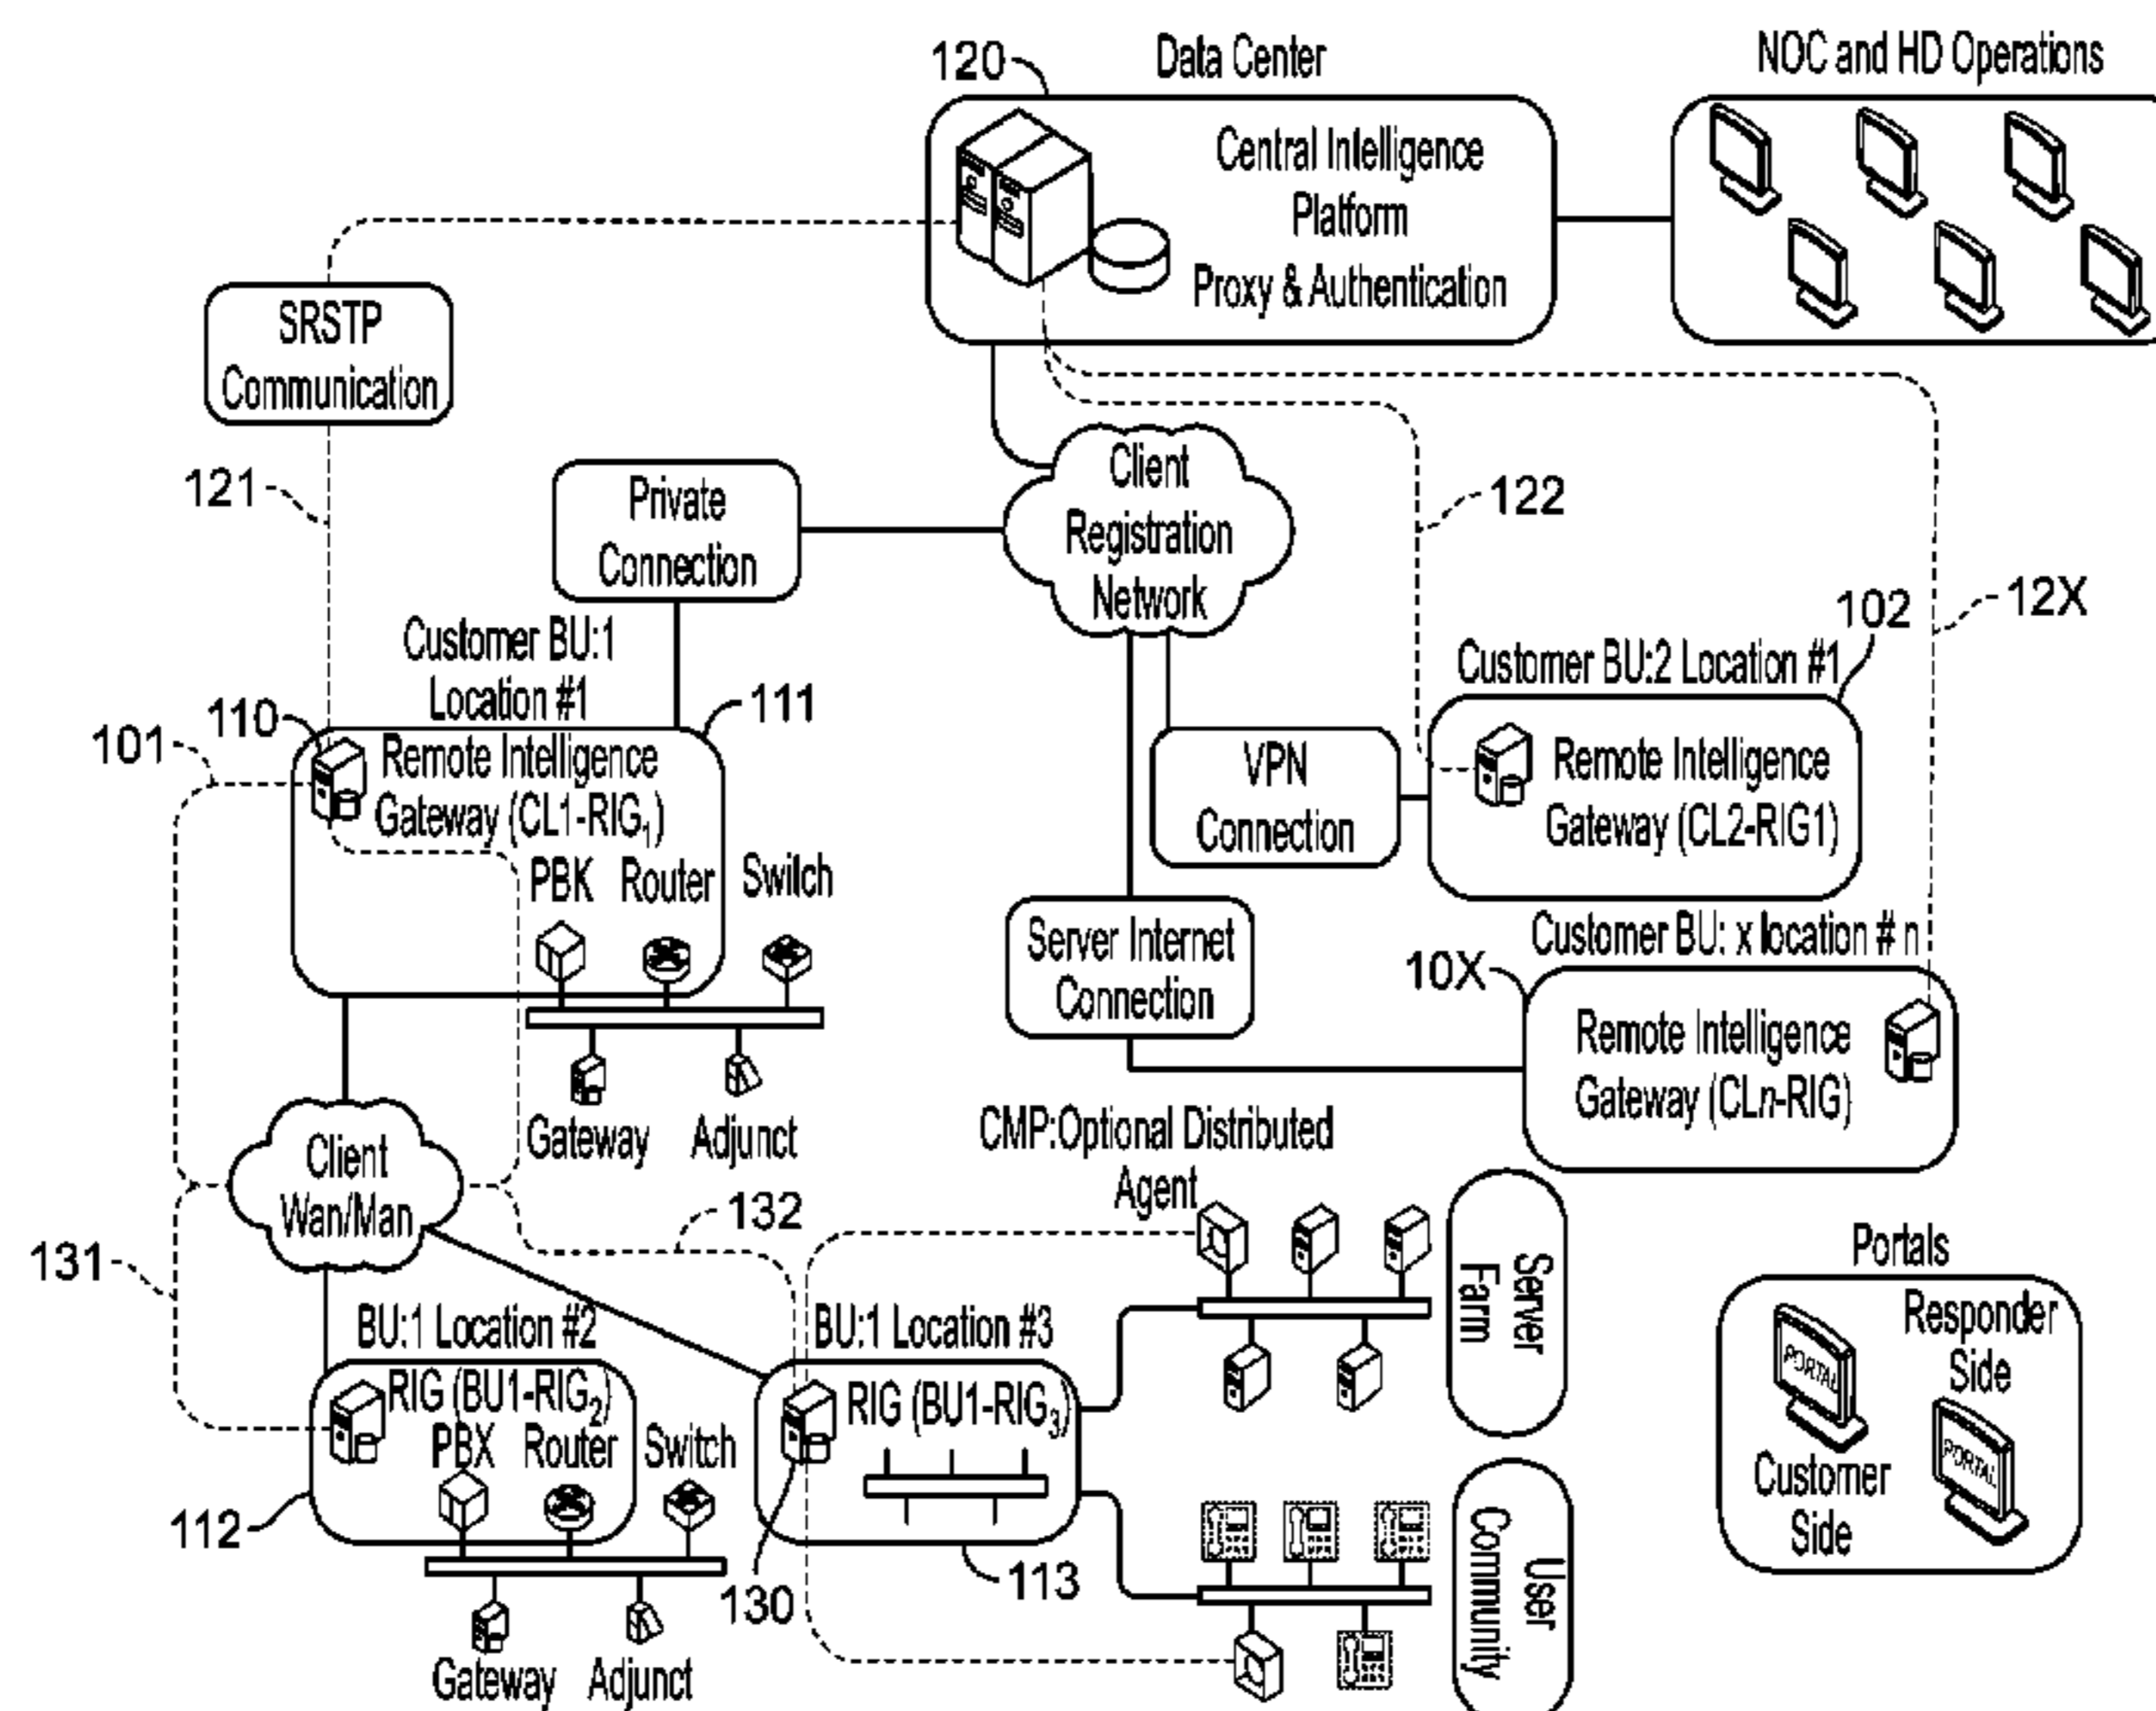 120
Data Center
NOC and HD Operations
Central Intelligence
Platform
Proxy & Authentication
SRSTP
Communication
121
Private
Connection
Client
Registration
Network
122
12X
102
Customer BU:1
Location #1
Customer BU:2 Location #1
110
111
101
Remote Intelligence
Gateway (CL1-RIG1)
VPN
Connection
Remote Intelligence
Gateway (CL2-RIG1)
PBK
Router
Switch
Server Internet
Connection
Customer BU: x location # n
10X
Remote Intelligence
Gateway (CLn-RIG)
Gateway
Adjunct
CMP:Optional Distributed
Agent
Client
Wan/Man
132
131
Server
Farm
Portals
BU:1 Location #2
BU:1 Location #3
Responder
Side
PORTAL
RIG (BU1-RIG2)
RIG (BU1-RIG3)
PBX
Router
Switch
PORTAL
Customer
Side
112
130
113
User
Community
Gateway
Adjunct